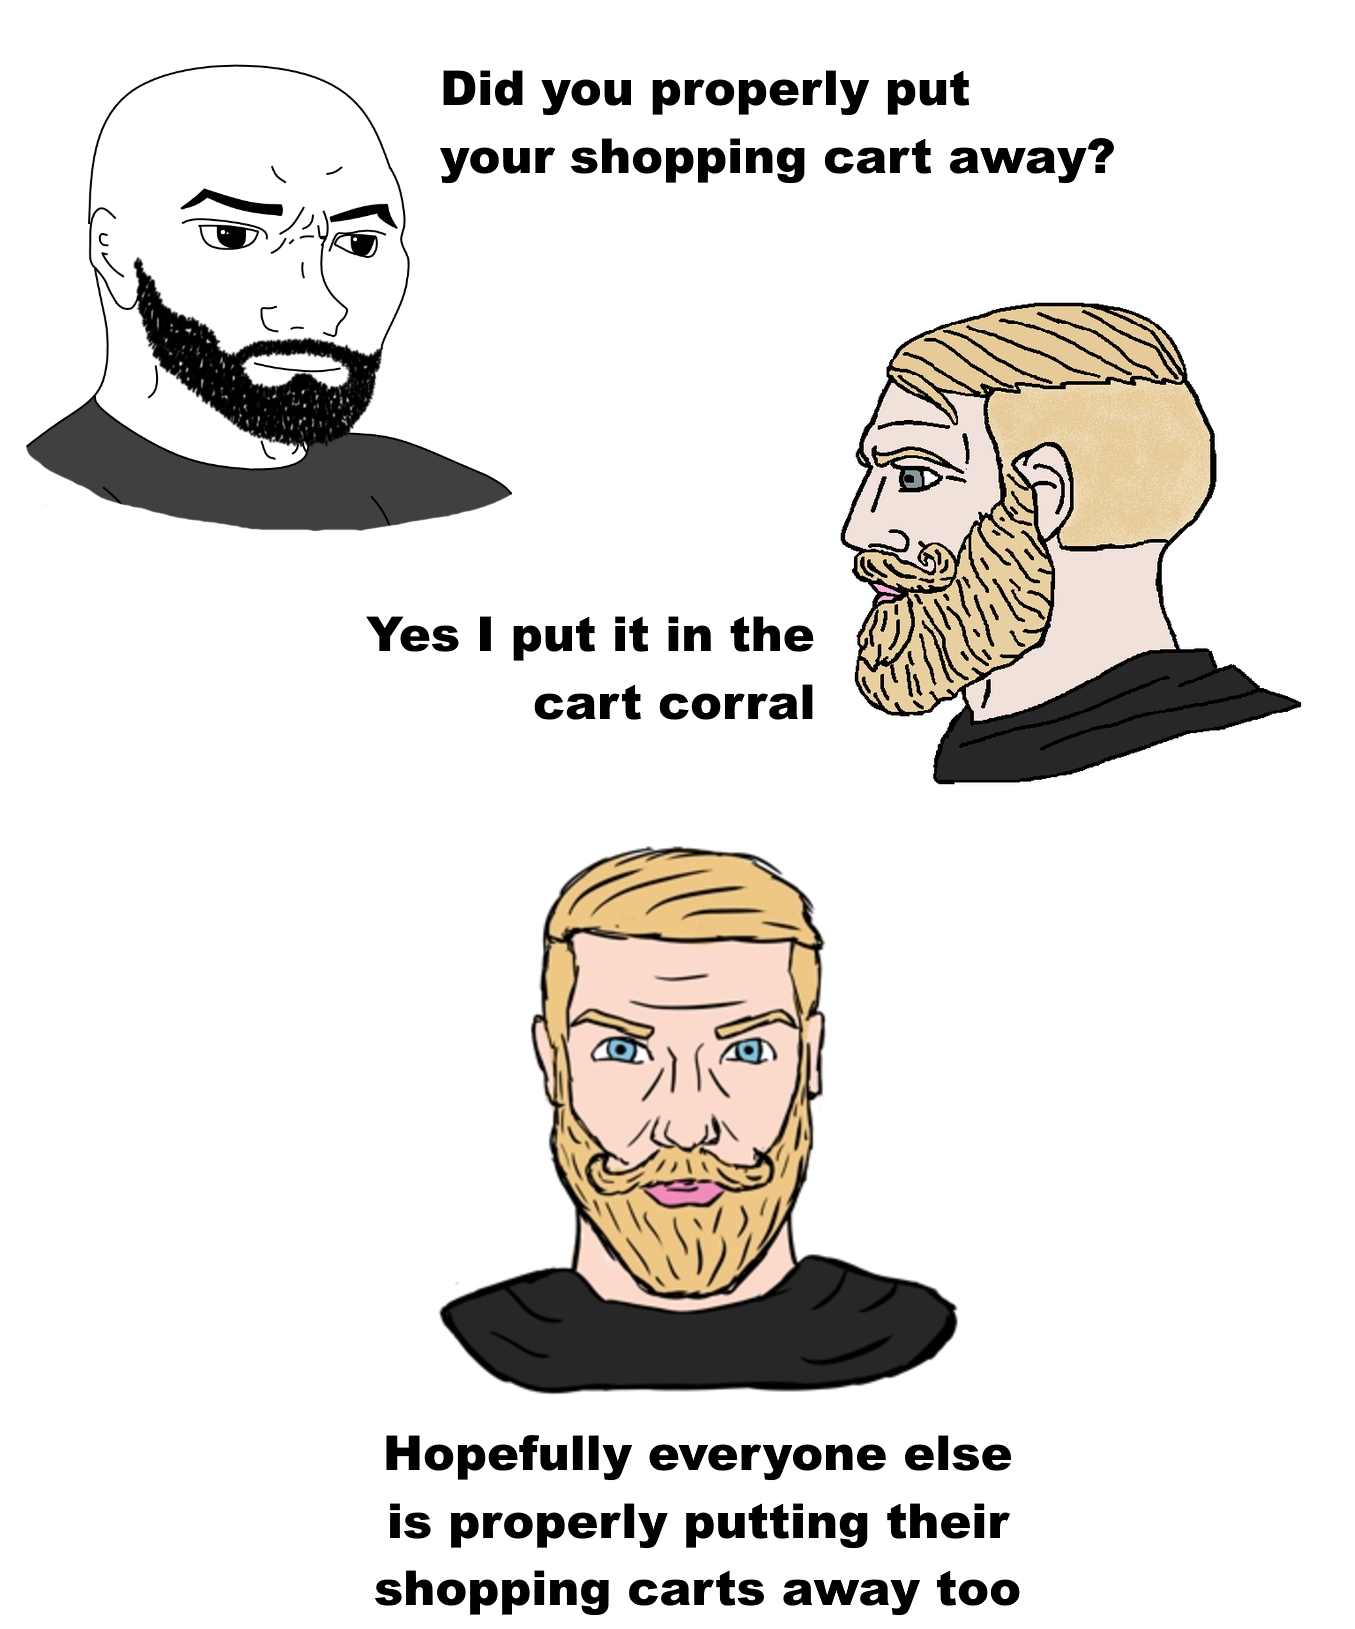 Did you properly put
your shopping cart away?
Yes I put it in the
cart corral
Hopefully everyone else
is properly putting their
shopping carts away too